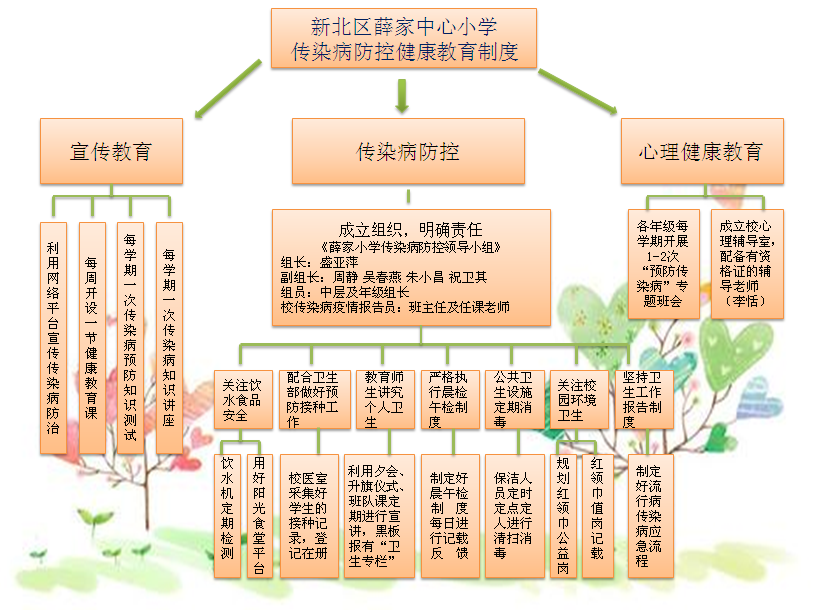 新北区薛家中心小学
传染病防控健康教育制度
宣传教育
传染病防控
心理健康教育
利用网络平台宣传传染病防治
每周开设一节健康教育课
每学期一次传染病预防知识测试
每学期一次传染病知识讲座
成立组织，明确责任
《薛家小学传染病防控领导小组》
组长：盛亚萍
副组长：周静 吴春燕 朱小昌 祝卫其
组员：中层及年级组长
校传染病疫情报告员：班主任及任课老师
各年级每
学期开展
1-2次
“预防传
染病”专
题班会
成立校心
理辅导室，
配备有资
格证的辅
导老师
（李恬）
关注饮
水食品
安全
配合卫生
部做好预
防接种工
作
教育师
生讲究
个人卫
生
严格执
行晨检
午检制
度
公共卫
生设施
定期消
毒
关注校
园环境
卫生
坚持卫
生工作
报告制
度
饮水机定期检测
用好阳光食堂平台
校医室
采集好
学生的
接种记
录，登
记在册
利用夕会、
升旗仪式、
班队课定
期进行宣
讲，黑板
报有“卫
生专栏”
制定好
晨午检
制 度
每日进
行记载
反 馈
保洁人
员定时
定点定
人进行
清扫消
毒
规划红领巾公益岗
红领巾值岗记载
制定
好流
行病
传染
病应
急流
程